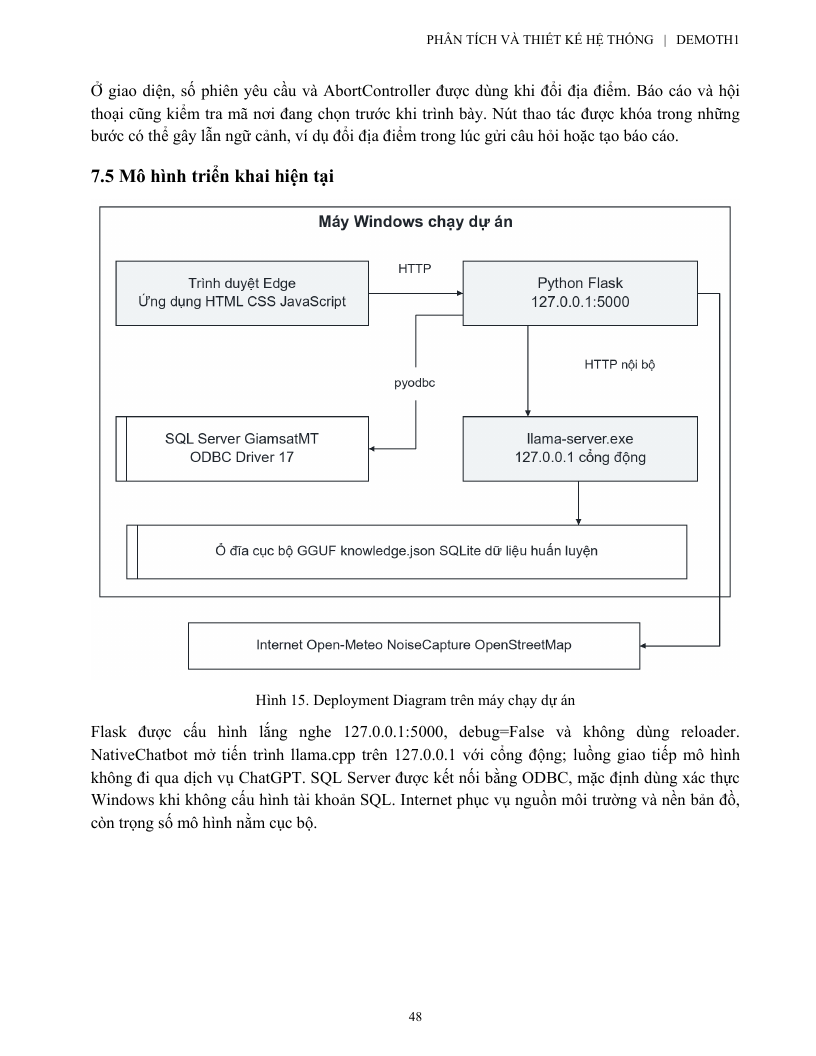 PHÂN TÍCH VÀ THIẾT KẾ HỆ THỐNG | DEMOTH1
Ở giao diện, số phiên yêu cầu và AbortController được dùng khi đổi địa điểm. Báo cáo và hội
thoại cũng kiểm tra mã nơi đang chọn trước khi trình bày. Nút thao tác được khóa trong những
bước có thể gây lẫn ngữ cảnh, ví dụ đổi địa điểm trong lúc gửi câu hỏi hoặc tạo báo cáo.
7.5 Mô hình triển khai hiện tại
Máy Windows chạy dự án
Trình duyệt Edge
Ứng dụng HTML CSS JavaScript
HTTP
Python Flask
127.0.0.1:5000
HTTP nội bộ
pyodbc
SQL Server GiamsatMT
ODBC Driver 17
llama-server.exe
127.0.0.1 cổng động
Ổ đĩa cục bộ GGUF knowledge.json SQLite dữ liệu huấn luyện
Internet Open-Meteo NoiseCapture OpenStreetMap
Hình 15. Deployment Diagram trên máy chạy dự án
Flask được cấu hình lắng nghe 127.0.0.1:5000, debug=False và không dùng reloader.
NativeChatbot mở tiến trình llama.cpp trên 127.0.0.1 với cổng động; luồng giao tiếp mô hình
không đi qua dịch vụ ChatGPT. SQL Server được kết nối bằng ODBC, mặc định dùng xác thực
Windows khi không cấu hình tài khoản SQL. Internet phục vụ nguồn môi trường và nền bản đồ,
còn trọng số mô hình nằm cục bộ.
48